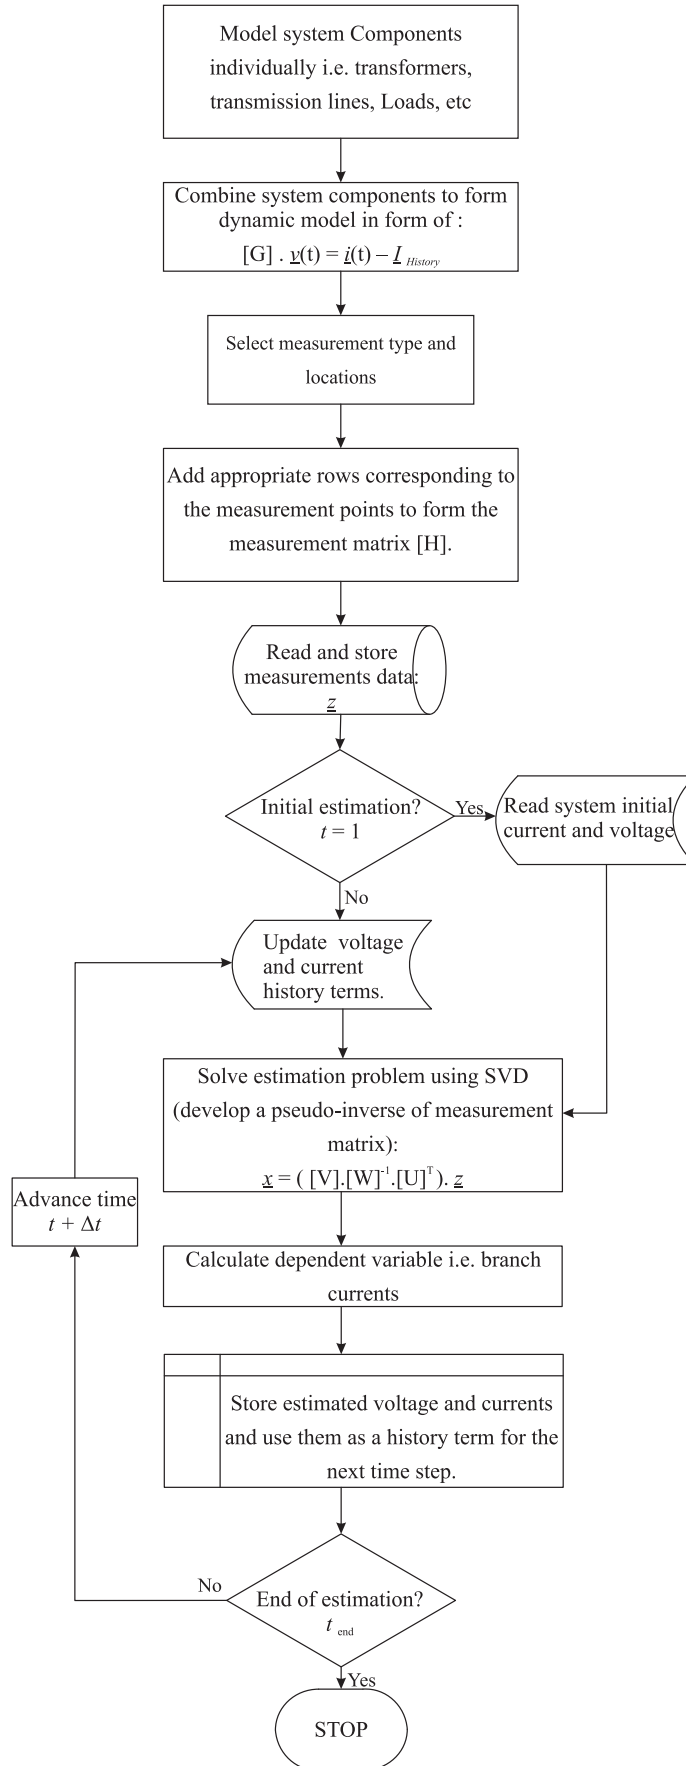 Model system Components
individually i.e. transformers,
transmission lines, Loads, etc
Combine system components to form
dynamic model in form of :
[G] . v(t) = i(t) – I History
Select measurement type and
locations
Add appropriate rows corresponding to
the measurement points to form the
measurement matrix [H].
Read and store
measurements data:
z
Initial estimation?
t = 1
Yes
Read system initial
current and voltage
No
Update voltage
and current
history terms.
Solve estimation problem using SVD
(develop a pseudo-inverse of measurement
matrix):
x = ( [V].[W]⁻¹.[U]ᵀ). z
Advance time
t + Δt
Calculate dependent variable i.e. branch
currents
Store estimated voltage and currents
and use them as a history term for the
next time step.
No
End of estimation?
t end
Yes
STOP